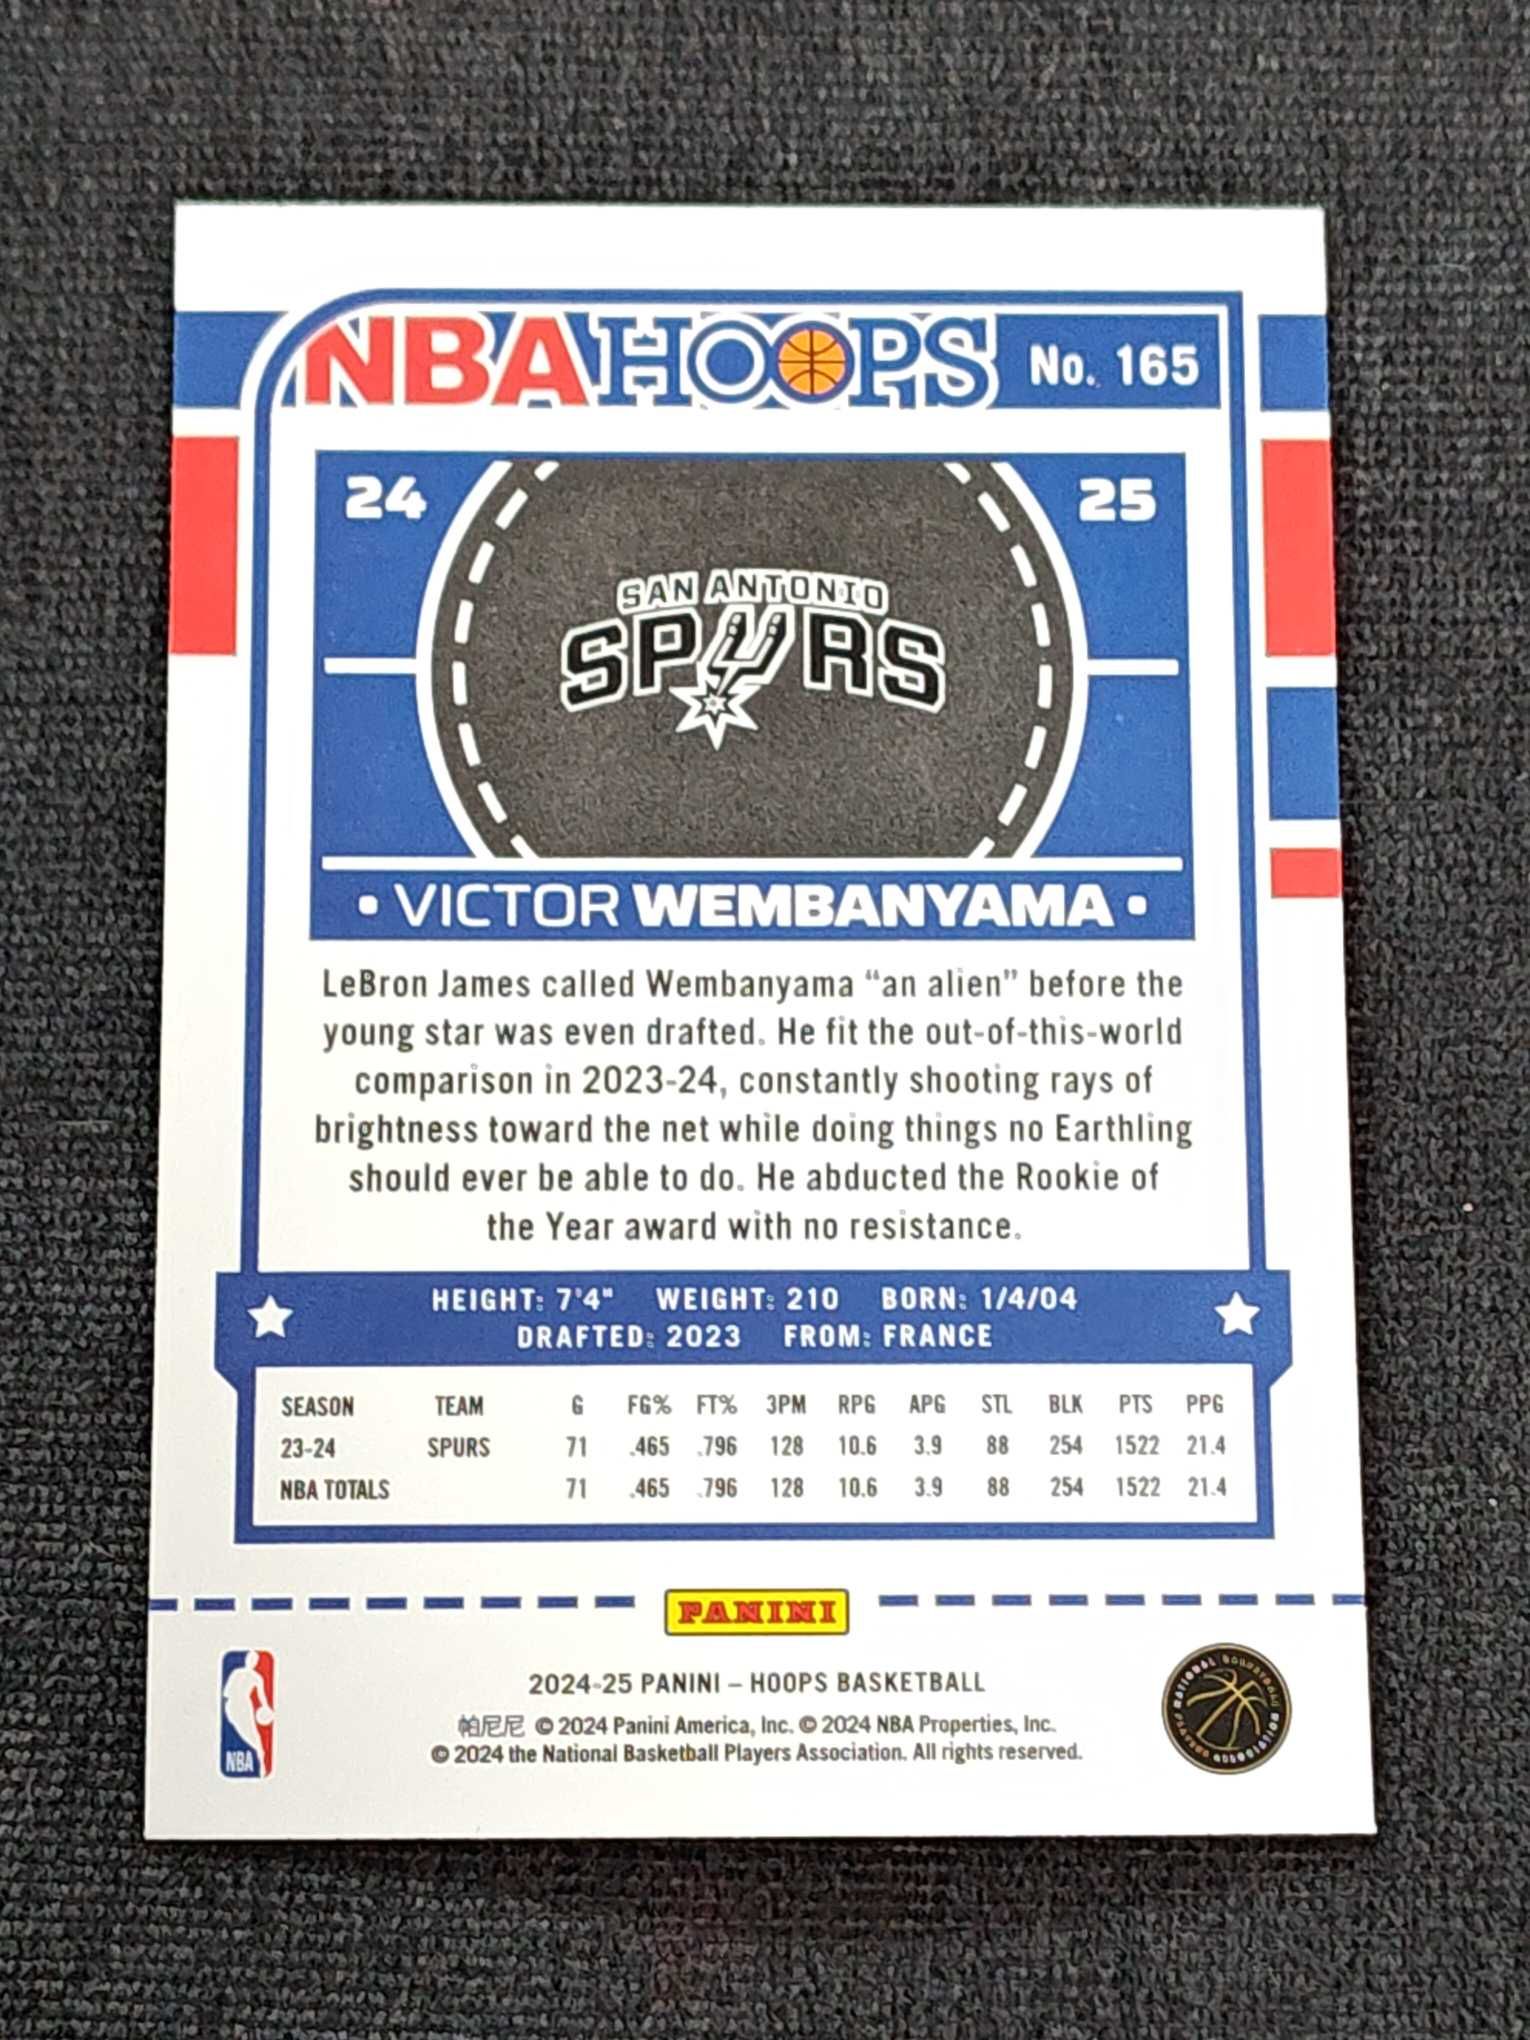 NBA HOOPS No. 165
24 25
SAN ANTONIO
SPURS
• VICTOR WEMBANYAMA •
LeBron James called Wembanyama “an alien” before the
young star was even drafted. He fit the out-of-this-world
comparison in 2023-24, constantly shooting rays of
brightness toward the net while doing things no Earthling
should ever be able to do. He abducted the Rookie of
the Year award with no resistance.
HEIGHT: 7'4" WEIGHT: 210 BORN: 1/4/04
DRAFTED: 2023 FROM: FRANCE
SEASON TEAM G FG% FT% 3PM RPG APG STL BLK PTS PPG
23-24 SPURS 71 .465 .796 128 10.6 3.9 88 254 1522 21.4
NBA TOTALS 71 .465 .796 128 10.6 3.9 88 254 1522 21.4
PANINI
2024-25 PANINI – HOOPS BASKETBALL
帕尼尼 © 2024 Panini America, Inc. © 2024 NBA Properties, Inc.
© 2024 the National Basketball Players Association. All rights reserved.
NBA
NATIONAL BASKETBALL PLAYERS ASSOCIATION